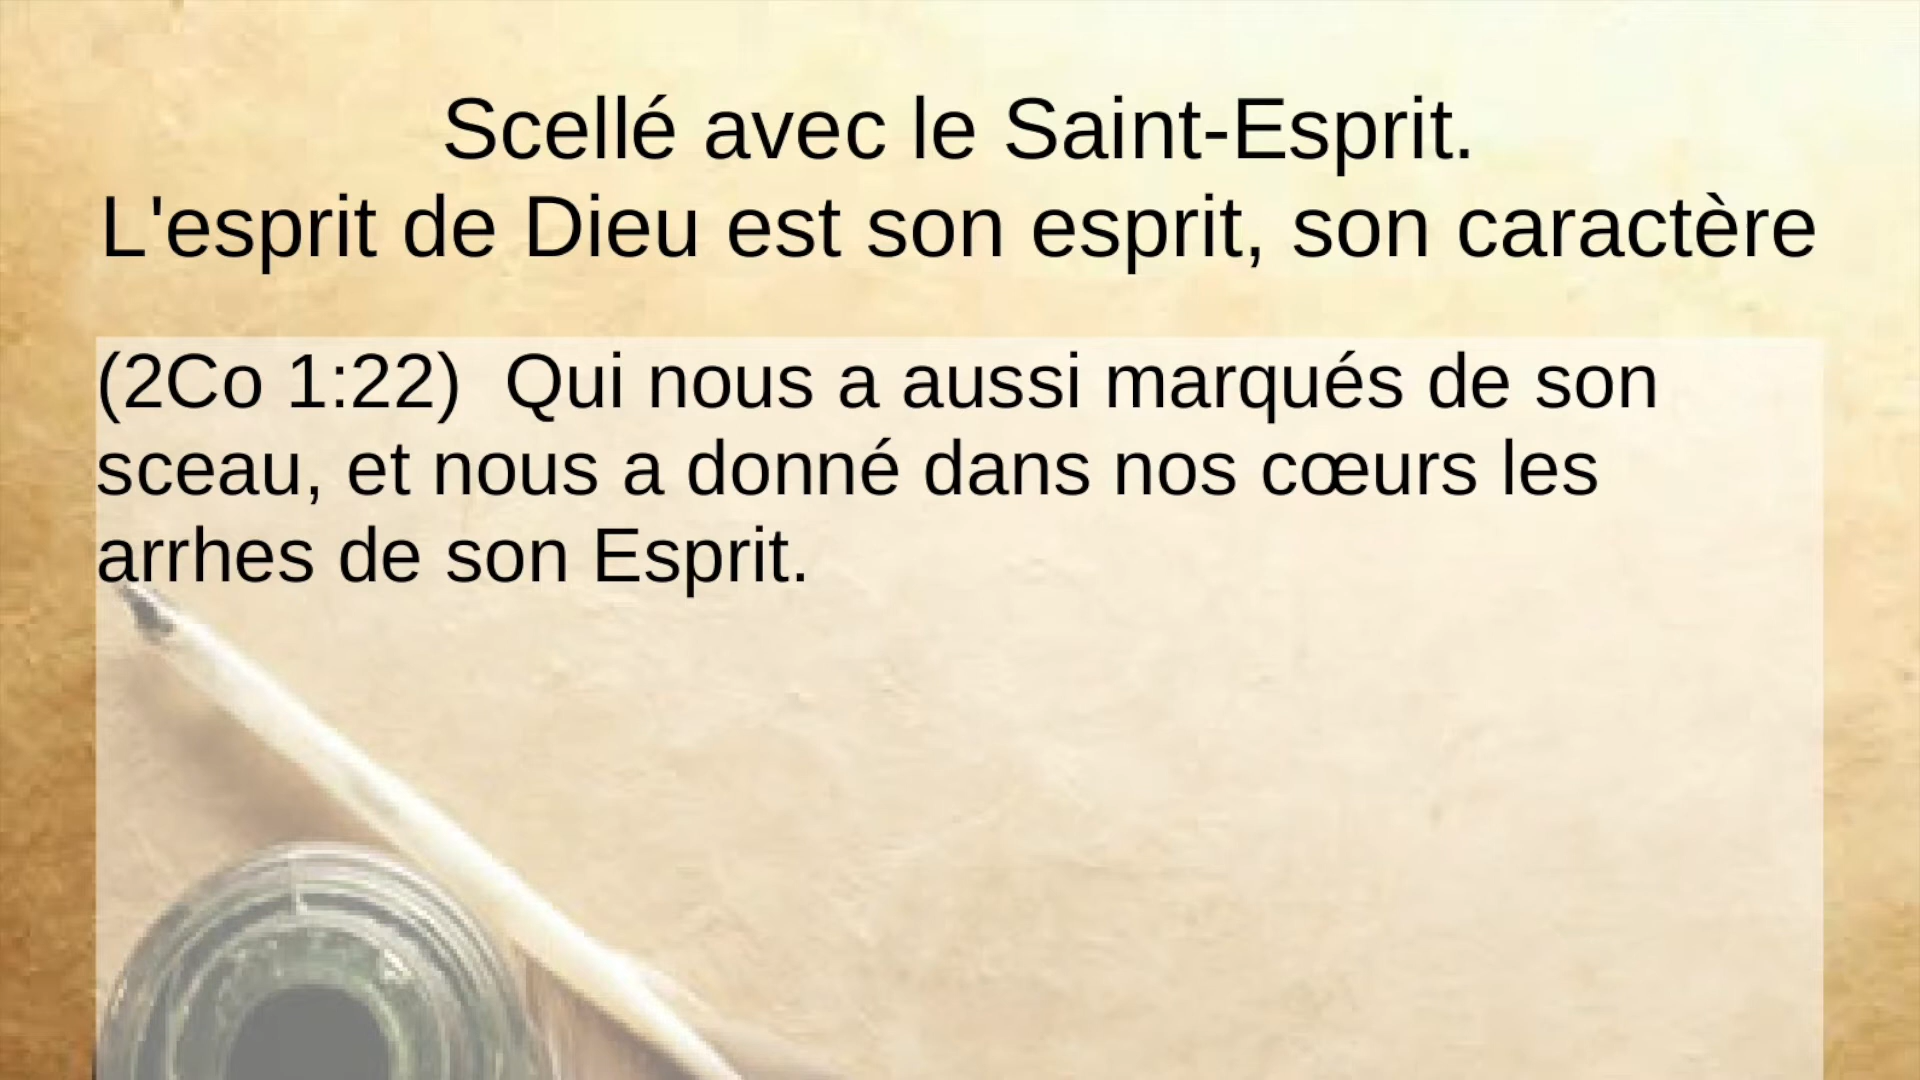 Scellé avec le Saint-Esprit.
L'esprit de Dieu est son esprit, son caractère
(2Co 1:22)  Qui nous a aussi marqués de son
sceau, et nous a donné dans nos cœurs les
arrhes de son Esprit.